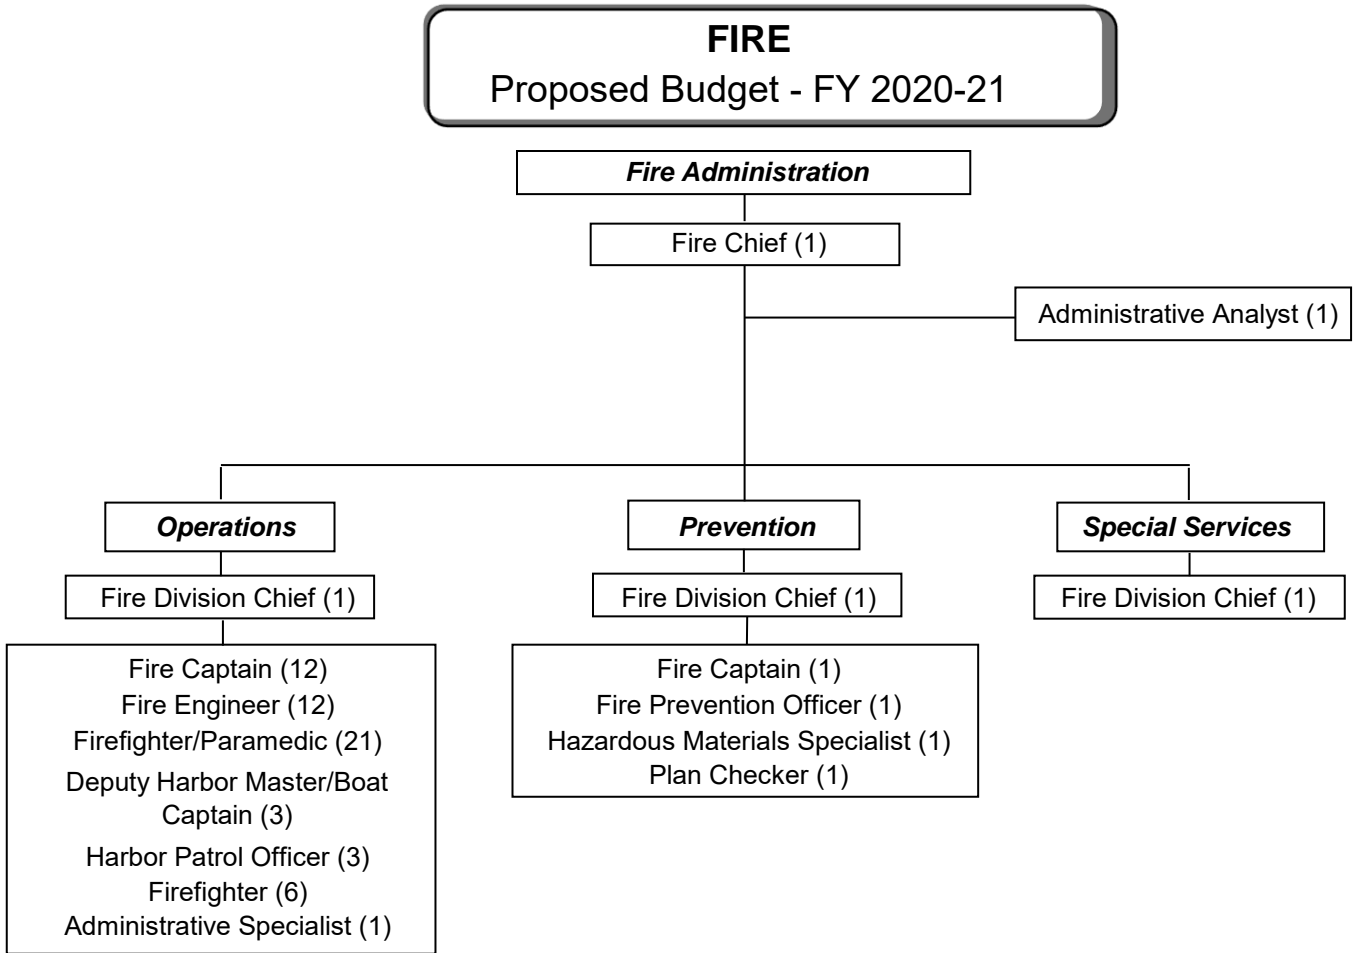 FIRE
Proposed Budget - FY 2020-21
Fire Administration
Fire Chief (1)
Administrative Analyst (1)
Operations
Fire Division Chief (1)
Fire Captain (12)
Fire Engineer (12)
Firefighter/Paramedic (21)
Deputy Harbor Master/Boat
Captain (3)
Harbor Patrol Officer (3)
Firefighter (6)
Administrative Specialist (1)
Prevention
Fire Division Chief (1)
Fire Captain (1)
Fire Prevention Officer (1)
Hazardous Materials Specialist (1)
Plan Checker (1)
Special Services
Fire Division Chief (1)